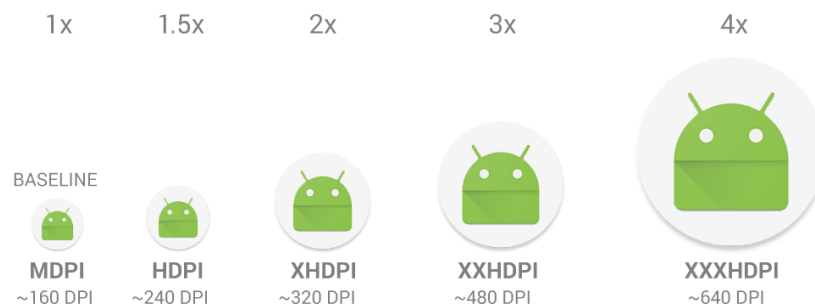 1x 1.5x 2x 3x 4x
BASELINE
MDPI HDPI XHDPI XXHDPI XXXHDPI
~160 DPI ~240 DPI ~320 DPI ~480 DPI ~640 DPI